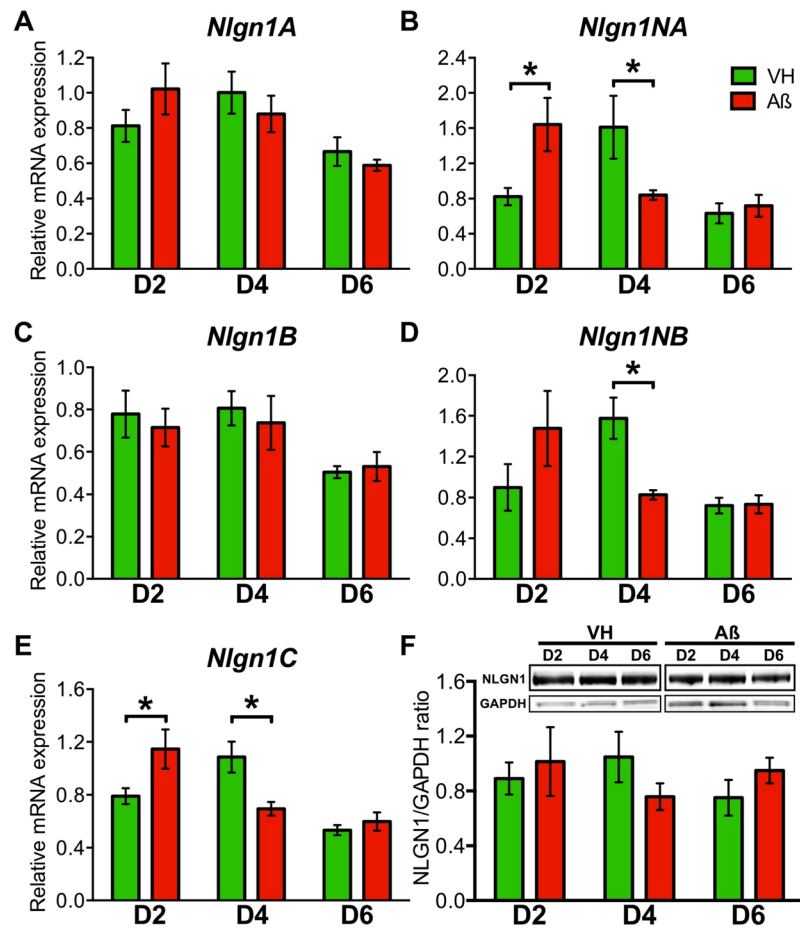 A
Nlgn1A
Relative mRNA expression
1.2
1.0
0.8
0.6
0.4
0.2
0.0
D2 D4 D6
B
Nlgn1NA
2.4
1.8
1.6
0.8
0.4
0.0
* *
VH
Aß
D2 D4 D6
C
Nlgn1B
Relative mRNA expression
1.0
0.8
0.6
0.4
0.2
0.0
D2 D4 D6
D
Nlgn1NB
2.0
1.6
1.2
0.8
0.4
0.0
*
D2 D4 D6
E
Nlgn1C
Relative mRNA expression
1.6
1.2
0.8
0.4
0.0
* *
D2 D4 D6
F
VH Aß
D2 D4 D6 D2 D4 D6
NLGN1
GAPDH
NLGN1/GAPDH ratio
1.6
1.2
0.8
0.4
0.0
D2 D4 D6